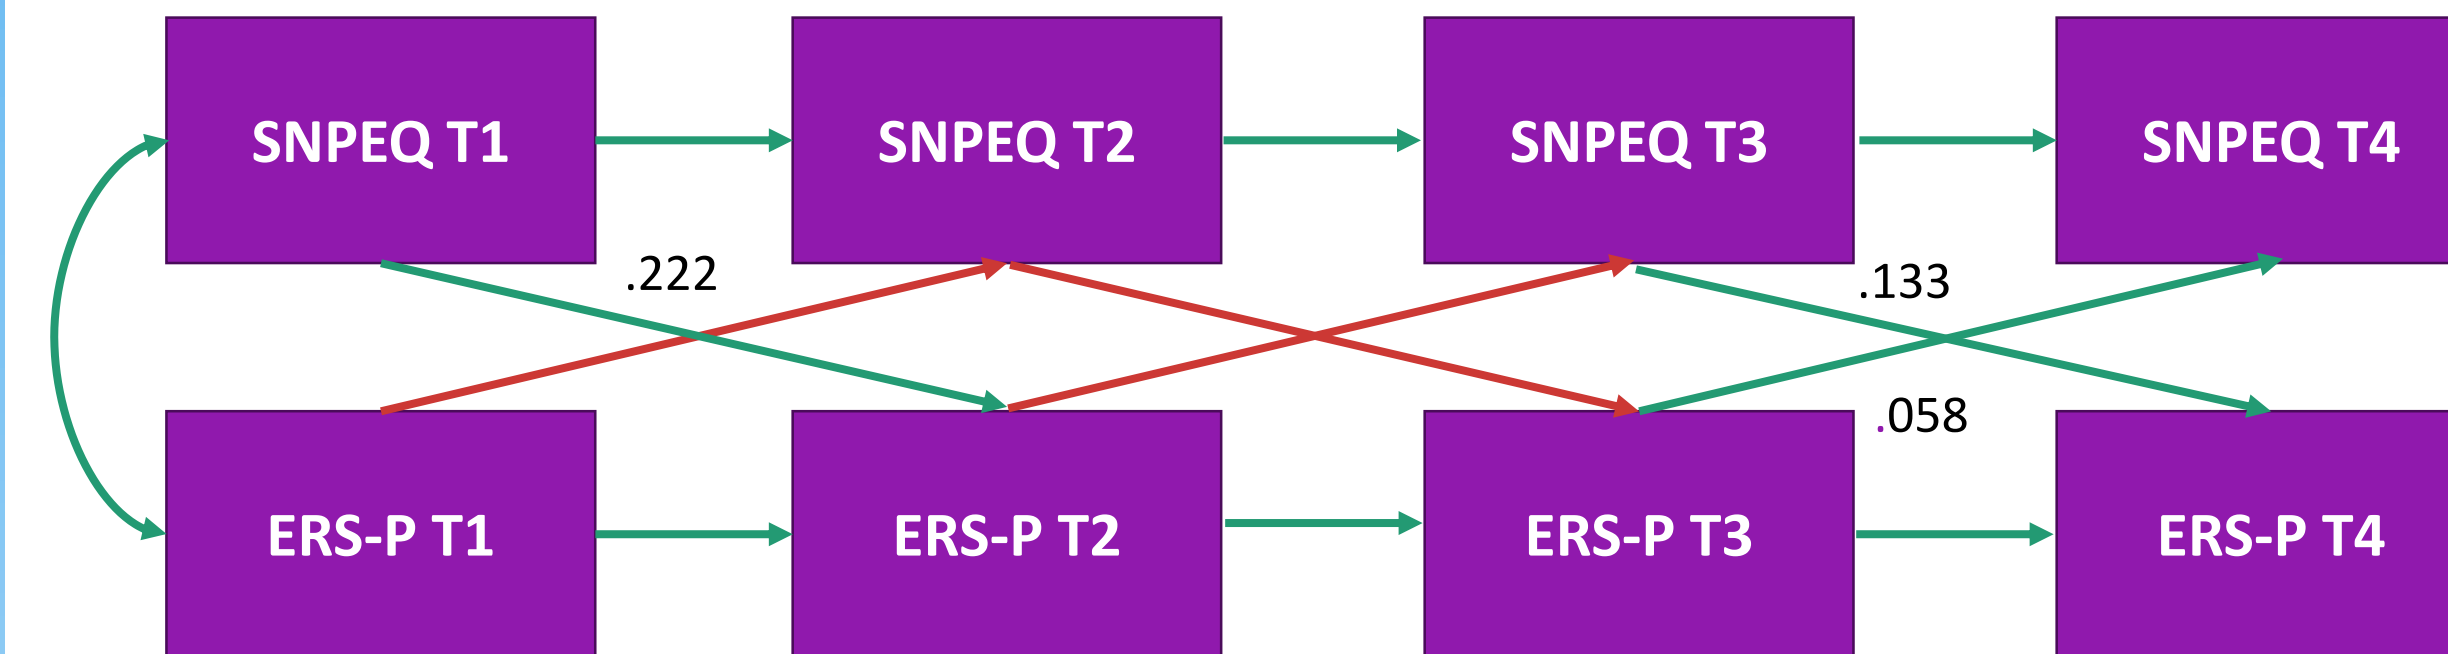 SNPEQ T1
SNPEQ T2
SNPEQ T3
SNPEQ T4
.222
.133
.058
ERS-P T1
ERS-P T2
ERS-P T3
ERS-P T4